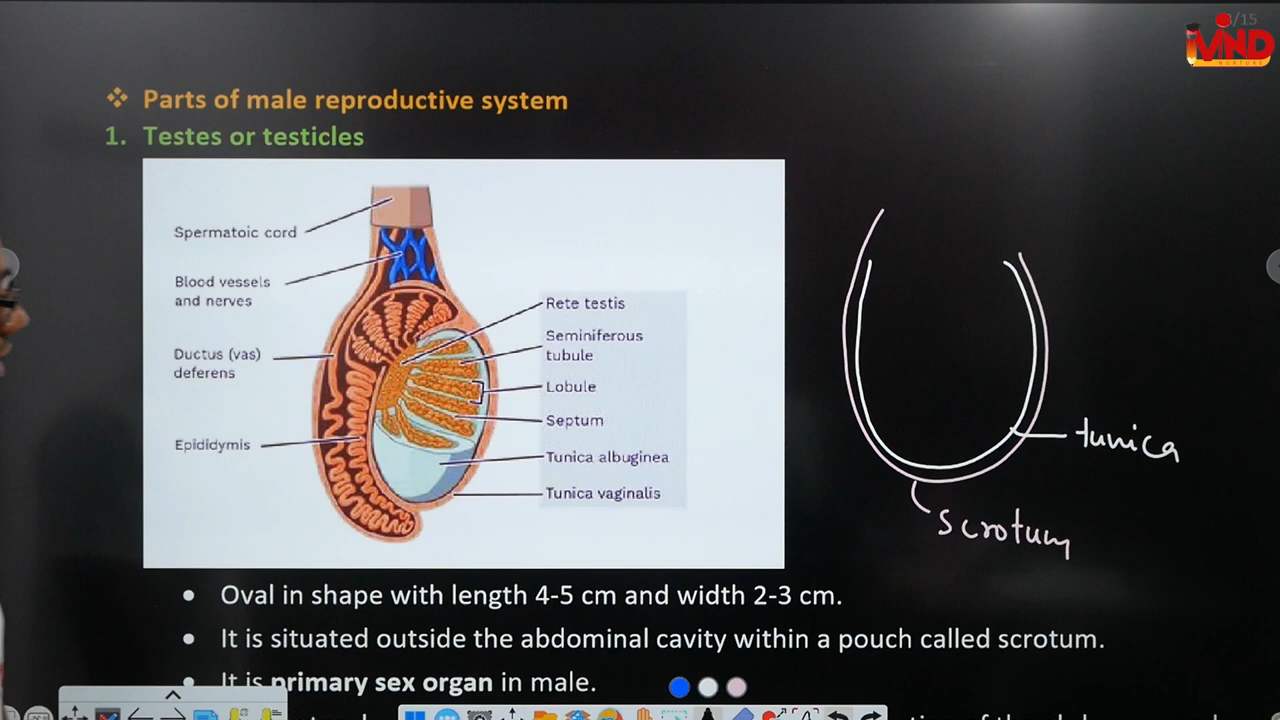 /15
iMIND
NURTURE
❖ Parts of male reproductive system
1. Testes or testicles
Spermatoic cord
Blood vessels
and nerves
Ductus (vas)
deferens
Epididymis
Rete testis
Seminiferous
tubule
Lobule
Septum
Tunica albuginea
Tunica vaginalis
tunica
scrotum
• Oval in shape with length 4-5 cm and width 2-3 cm.
• It is situated outside the abdominal cavity within a pouch called scrotum.
• It is primary sex organ in male.